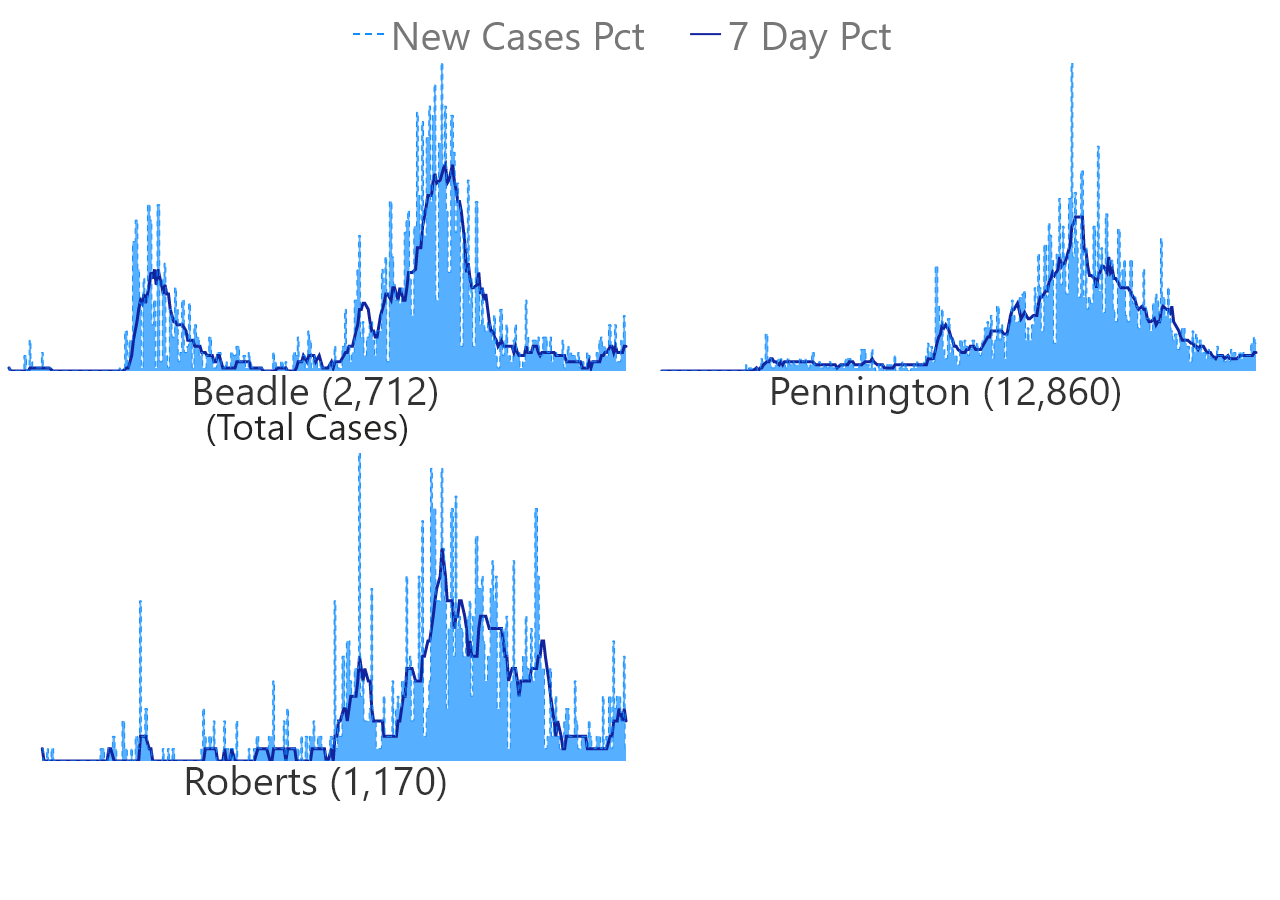 New Cases Pct 7 Day Pct
Beadle (2,712)
(Total Cases)
Pennington (12,860)
Roberts (1,170)